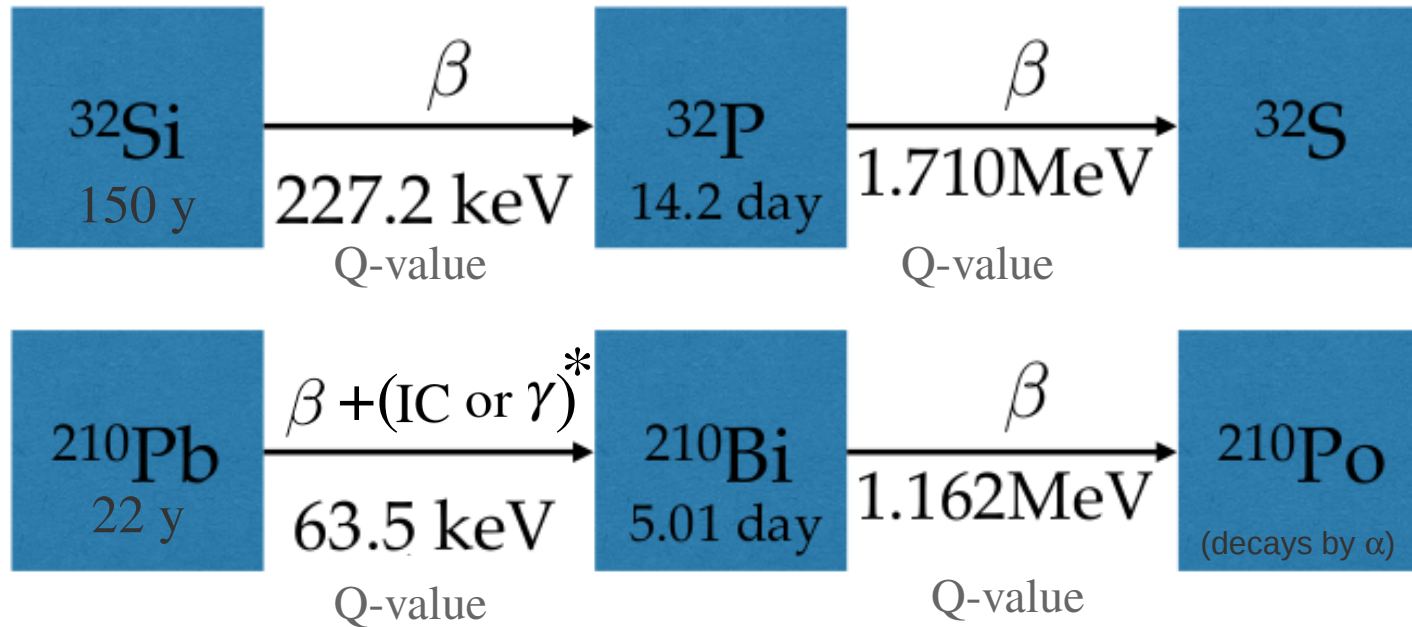 β
β
³²Si
³²P
³²S
150 y
227.2 keV
14.2 day
1.710MeV
Q-value
Q-value
β +(IC or γ)*
β
²¹⁰Pb
²¹⁰Bi
²¹⁰Po
22 y
63.5 keV
5.01 day
1.162MeV
(decays by α)
Q-value
Q-value